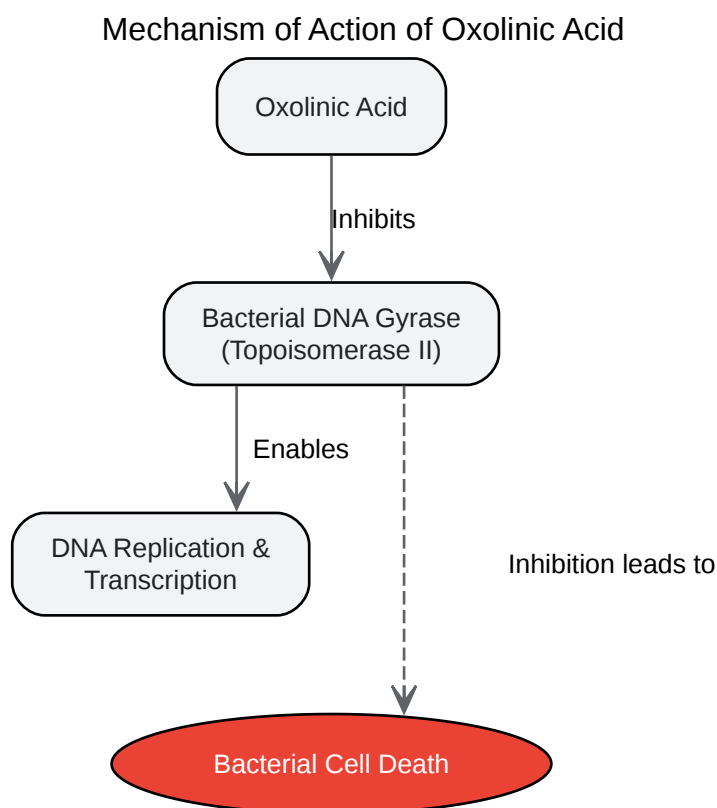 Mechanism of Action of Oxolinic Acid
Oxolinic Acid
Inhibits
Bacterial DNA Gyrase
(Topoisomerase II)
Enables
DNA Replication &
Transcription
Inhibition leads to
Bacterial Cell Death